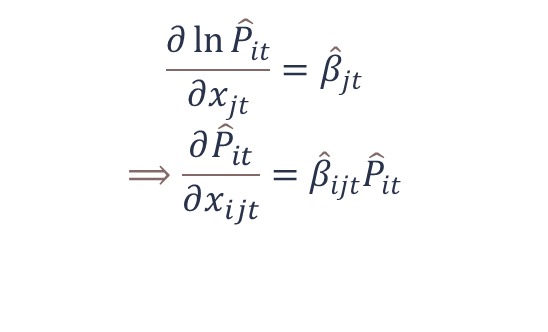 ∂ ln P̂ᵢₜ / ∂xⱼₜ = β̂ⱼₜ
⟹ ∂P̂ᵢₜ / ∂xᵢⱼₜ = β̂ᵢⱼₜP̂ᵢₜ